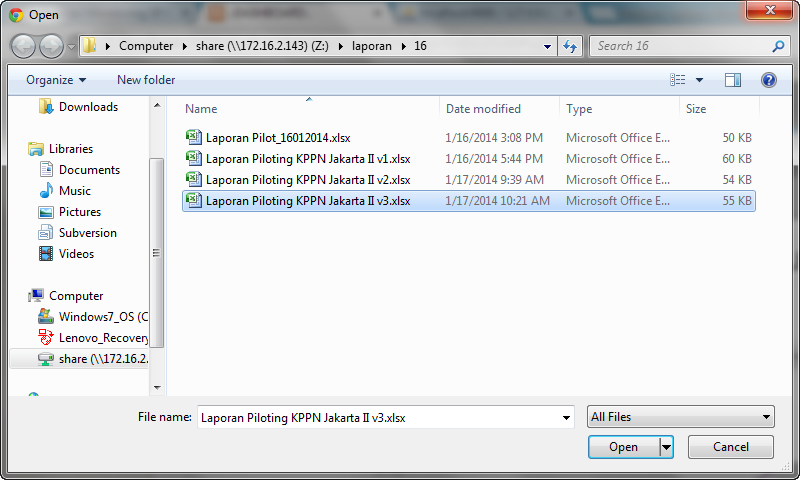 Open
Computer share (\\172.16.2.143) (Z:) laporan 16
Search 16
Organize New folder
Downloads
Libraries
Documents
Music
Pictures
Subversion
Videos
Computer
Windows7_OS (C
Lenovo_Recovery
share (\\172.16.2.
Name Date modified Type Size
Laporan Pilot_16012014.xlsx 1/16/2014 3:08 PM Microsoft Office E... 50 KB
Laporan Piloting KPPN Jakarta II v1.xlsx 1/16/2014 5:44 PM Microsoft Office E... 60 KB
Laporan Piloting KPPN Jakarta II v2.xlsx 1/17/2014 9:39 AM Microsoft Office E... 54 KB
Laporan Piloting KPPN Jakarta II v3.xlsx 1/17/2014 10:21 AM Microsoft Office E... 55 KB
File name: Laporan Piloting KPPN Jakarta II v3.xlsx All Files
Open Cancel